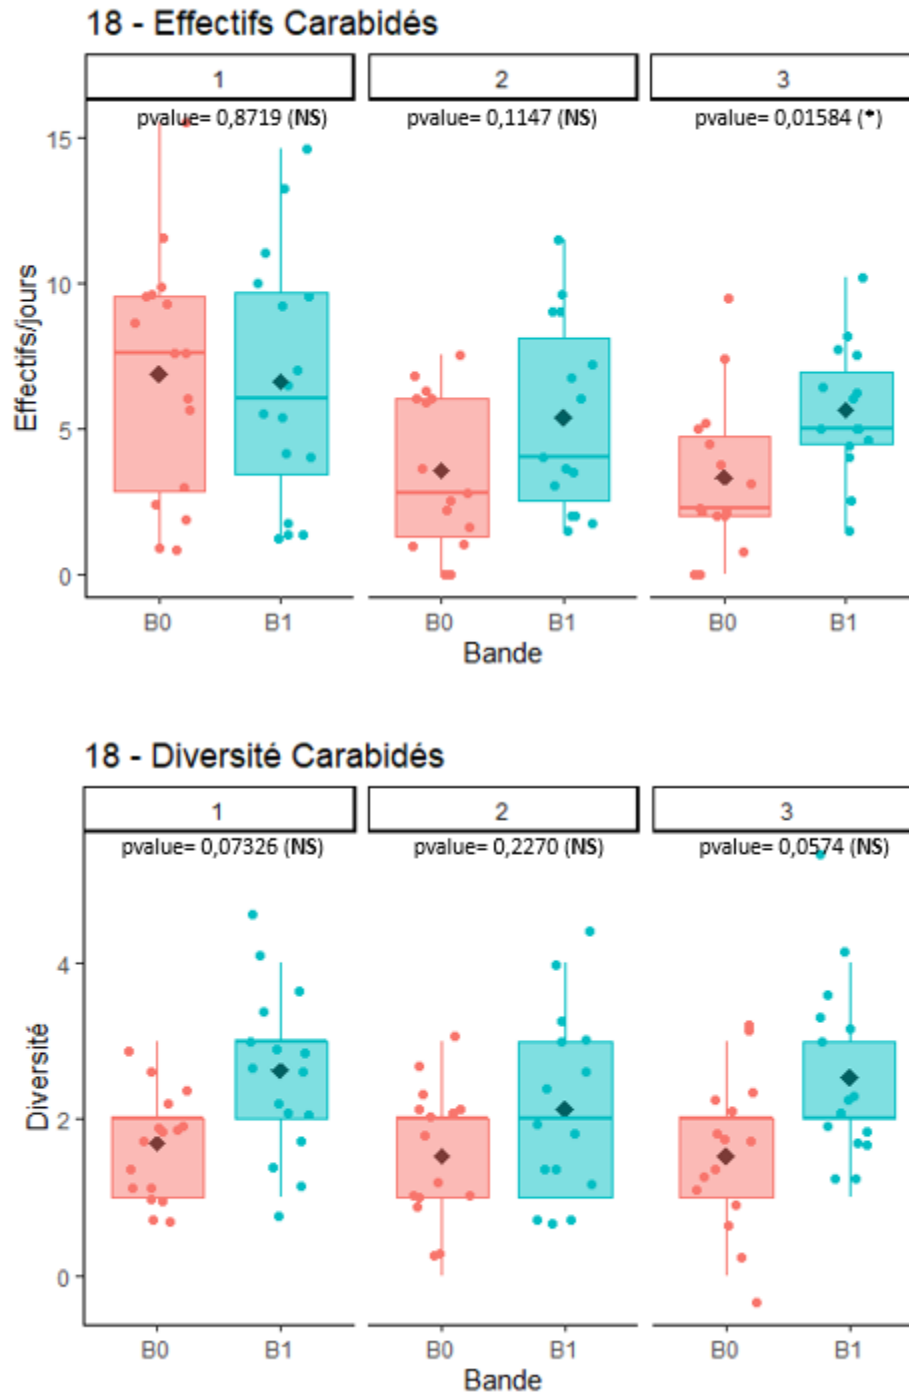 18 - Effectifs Carabidés
1 2 3
pvalue= 0,8719 (NS) pvalue= 0,1147 (NS) pvalue= 0,01584 (*)
15
10
5
0
Effectifs/jours
B0 B1 B0 B1 B0 B1
Bande
18 - Diversité Carabidés
1 2 3
pvalue= 0,07326 (NS) pvalue= 0,2270 (NS) pvalue= 0,0574 (NS)
4
2
0
Diversité
B0 B1 B0 B1 B0 B1
Bande